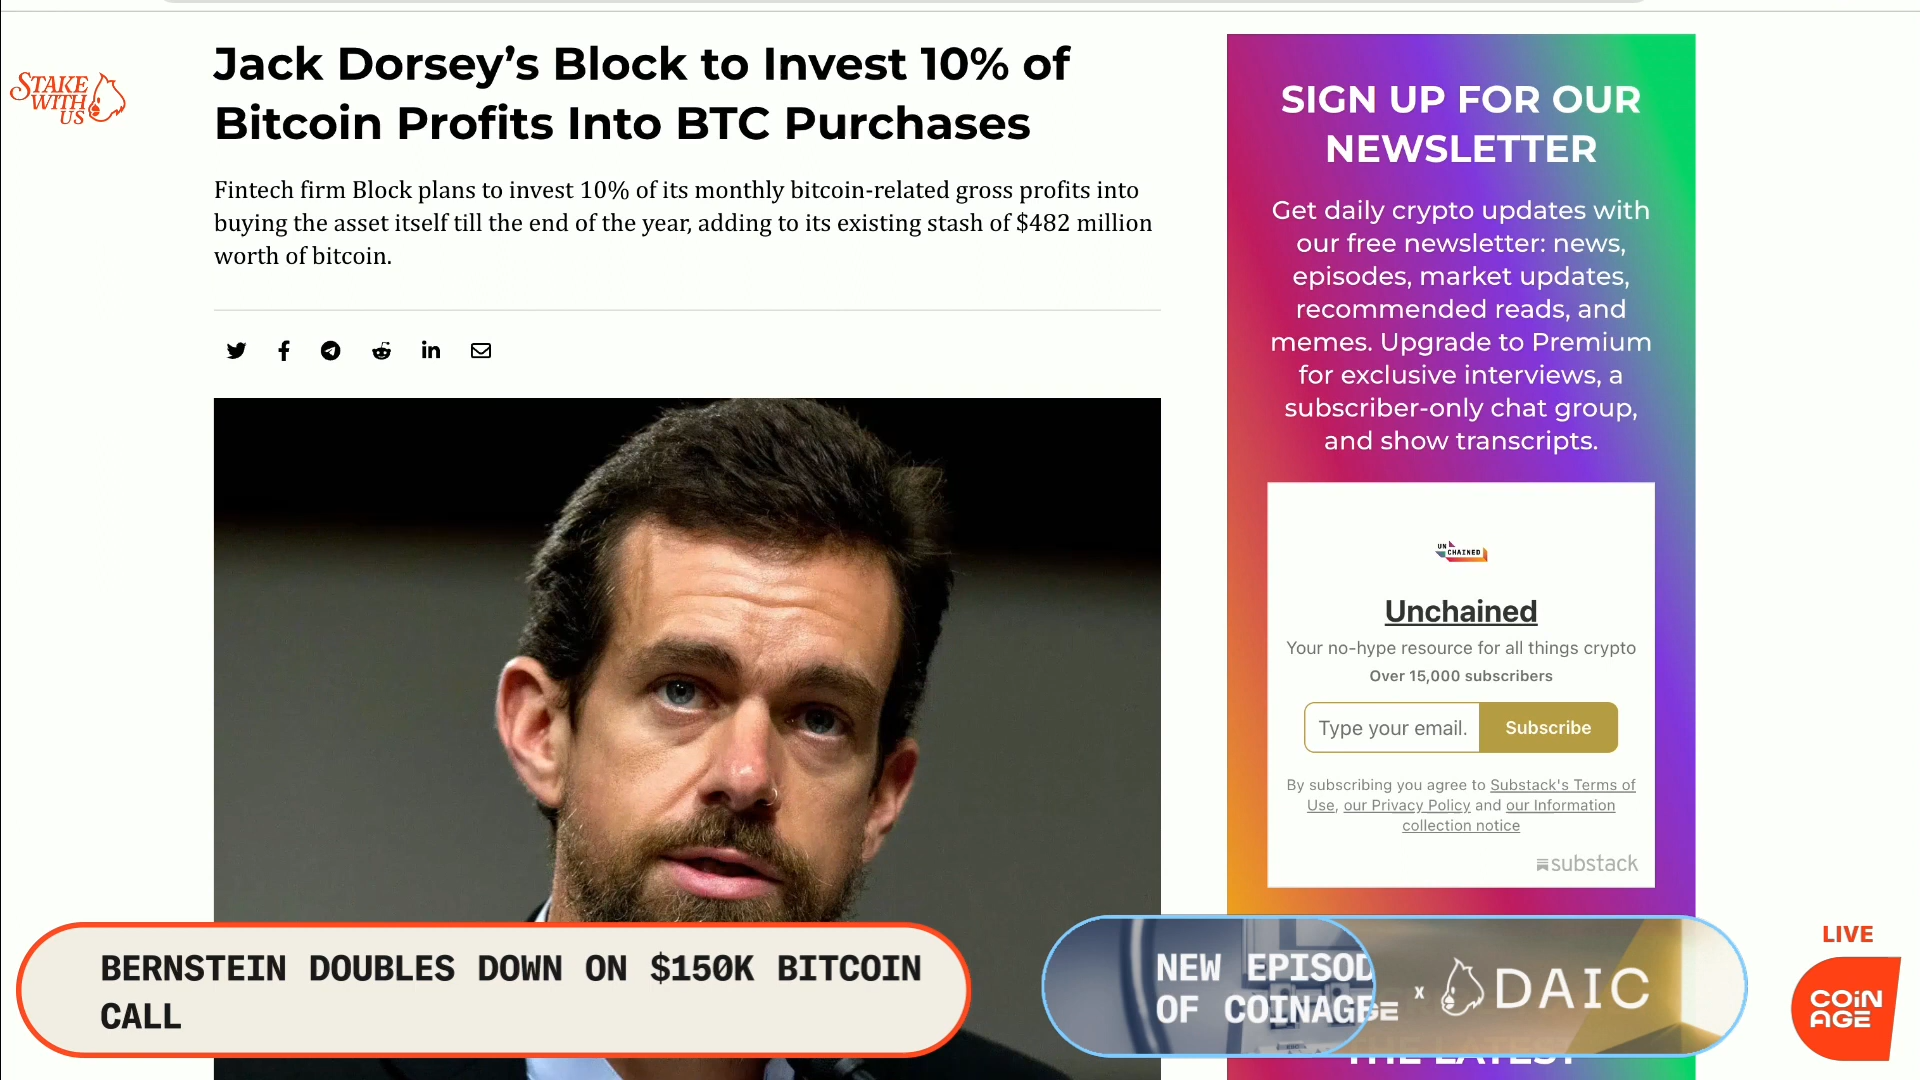 Jack Dorsey’s Block to Invest 10% of
Bitcoin Profits Into BTC Purchases
STAKE
WITH
US
Fintech firm Block plans to invest 10% of its monthly bitcoin-related gross profits into
buying the asset itself till the end of the year, adding to its existing stash of $482 million
worth of bitcoin.
SIGN UP FOR OUR
NEWSLETTER
Get daily crypto updates with
our free newsletter: news,
episodes, market updates,
recommended reads, and
memes. Upgrade to Premium
for exclusive interviews, a
subscriber-only chat group,
and show transcripts.
UN
CHAINED
Unchained
Your no-hype resource for all things crypto
Over 15,000 subscribers
Type your email. Subscribe
By subscribing you agree to Substack's Terms of
Use, our Privacy Policy and our Information
collection notice
substack
BERNSTEIN DOUBLES DOWN ON $150K BITCOIN
CALL
NEW EPISOD
OF COINAGE
x DAIC
THE LATEST
LIVE
COiN
AGE